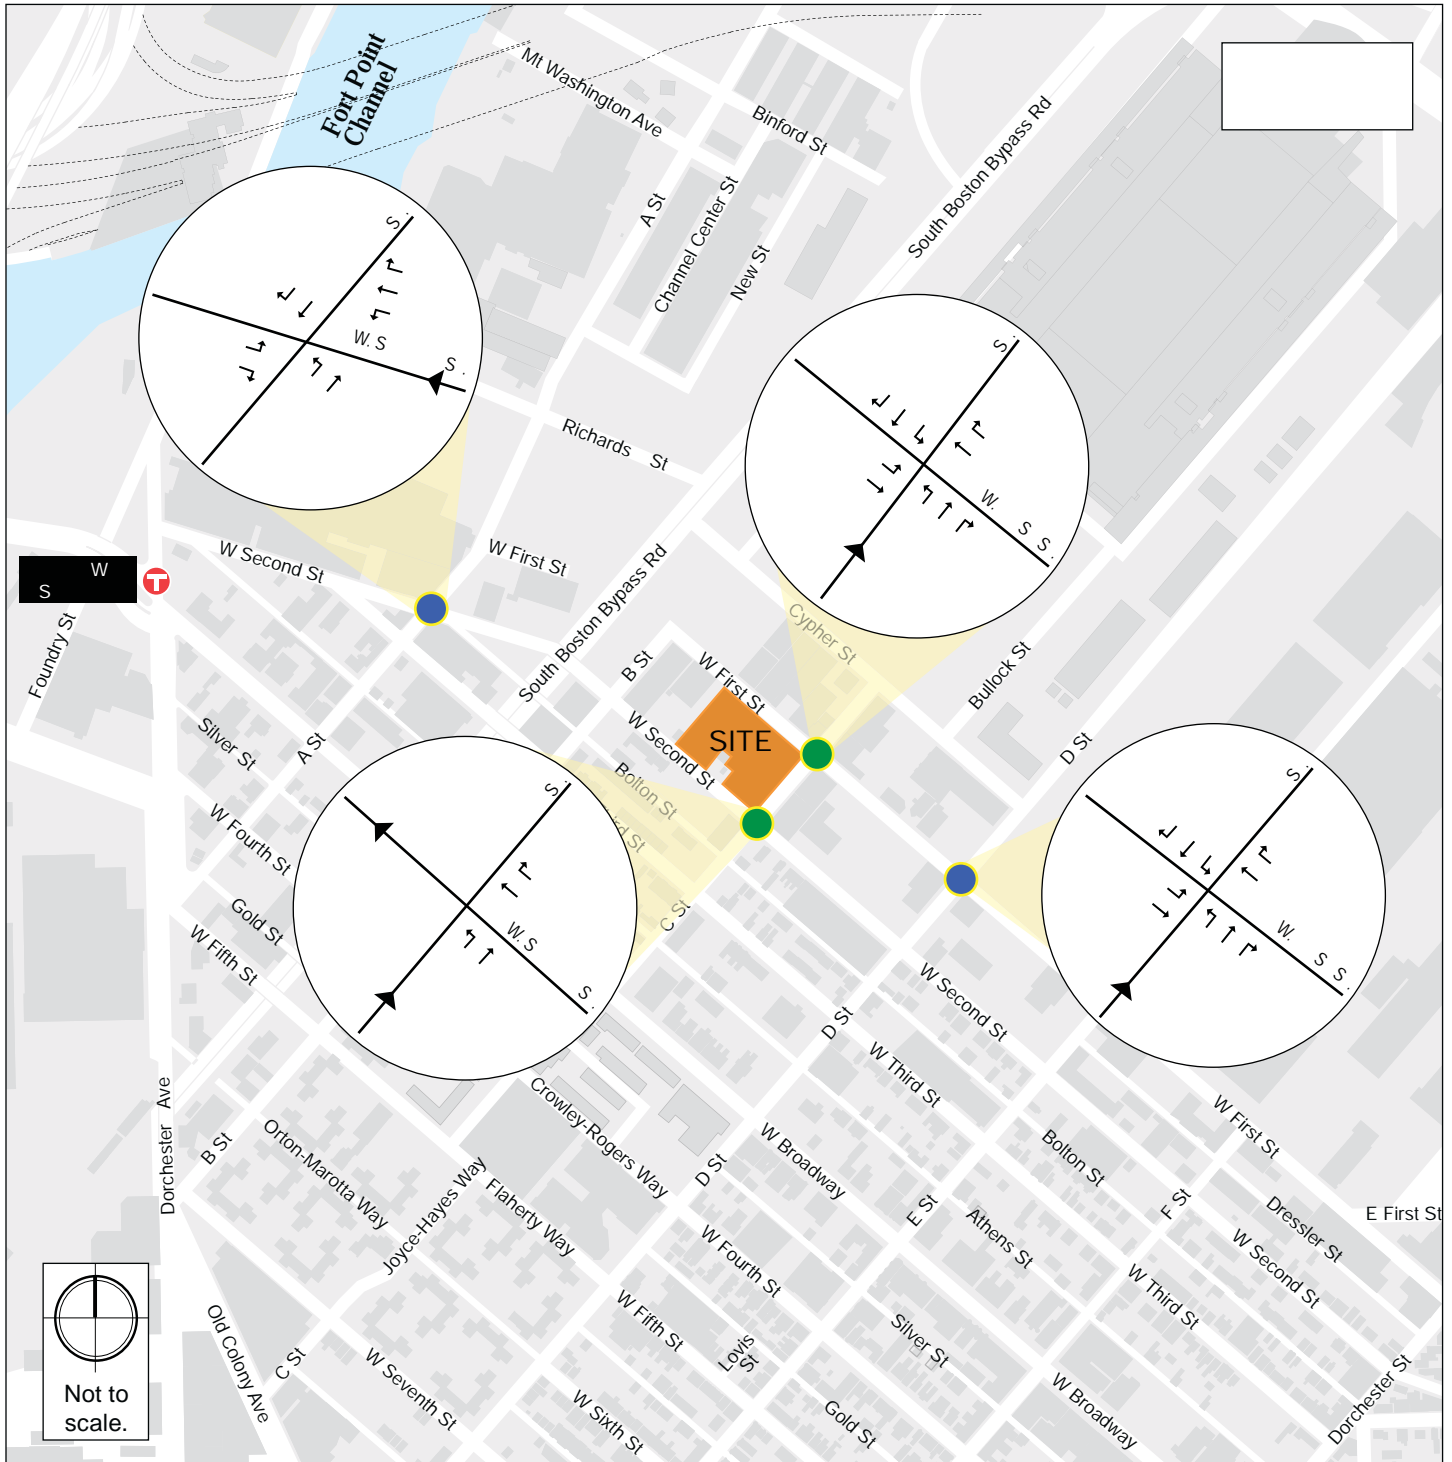 Fort Point
Channel
Mt Washington Ave
Binford St
South Boston Bypass Rd
A St
Channel Center St
New St
S .
W. S
S .
S .
W.
S
S .
Richards St
W Second St
W First St
South Boston Bypass Rd
W
S
T
Foundry St
Cypher St
B St
W First St
Bullock St
W Second St
SITE
D St
Silver St
A St
Bolton St
rd St
S .
W. S
S .
S .
W.
S
S .
W Fourth St
Gold St
W Fifth St
C St
W Second St
D St
W Third St
Dorchester Ave
Crowley-Rogers Way
W First St
B St
Orton-Marotta Way
W Broadway
Bolton St
D St
Joyce-Hayes Way
Flaherty Way
E St
F St
Athens St
Dressler St
E First St
W Fourth St
W Second St
W Third St
W Fifth St
Lovis
St
Silver St
Not to
scale.
Old Colony Ave
C St
W Seventh St
W Sixth St
Gold St
W Broadway
Dorchester St